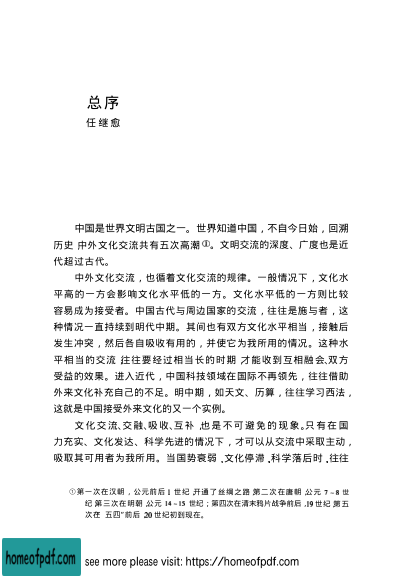 总序
任继愈
中国是世界文明古国之一。世界知道中国，不自今日始，回溯
历史 中外文化交流共有五次高潮①。文明交流的深度、广度也是近
代超过古代。
中外文化交流，也循着文化交流的规律。一般情况下，文化水
平高的一方会影响文化水平低的一方。文化水平低的一方则比较
容易成为接受者。中国古代与周边国家的交流，往往是施与者，这
种情况一直持续到明代中期。其间也有双方文化水平相当，接触后
发生冲突，然后各自吸收有用的，并使它为我所用的情况。这种水
平相当的交流 往往要经过相当长的时期 才能收到互相融会、双方
受益的效果。进入近代，中国科技领域在国际不再领先，往往借助
外来文化补充自己的不足。明中期，如天文、历算，往往学习西法，
这就是中国接受外来文化的又一个实例。
文化交流、交融、吸收、互补 也是不可避免的现象。只有在国
力充实、文化发达、科学先进的情况下，才可以从交流中采取主动，
吸取其可用者为我所用。当国势衰弱 、文化停滞 、科学落后时 ，往往
①第一次在汉朝，公元前后 1 世纪 开通了丝绸之路 第二次在唐朝 公元 7－8 世
纪 第三次在明朝 公元 14－15 世纪；第四次在清末鸦片战争前后 ，19世纪 第五
次在 五四”前后 20 世纪初到现在。
homeofpdf.com
see more please visit: https://homeofpdf.com